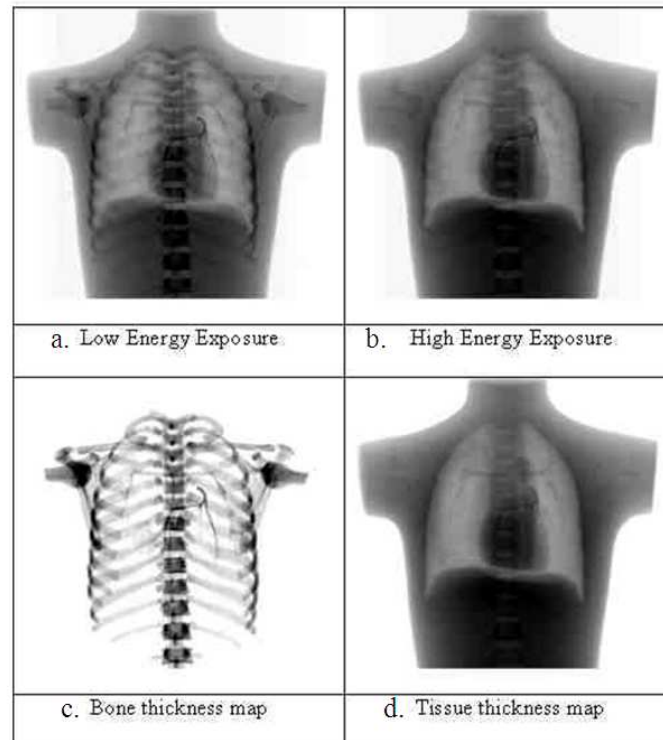 a. Low Energy Exposure
b. High Energy Exposure
c. Bone thickness map
d. Tissue thickness map